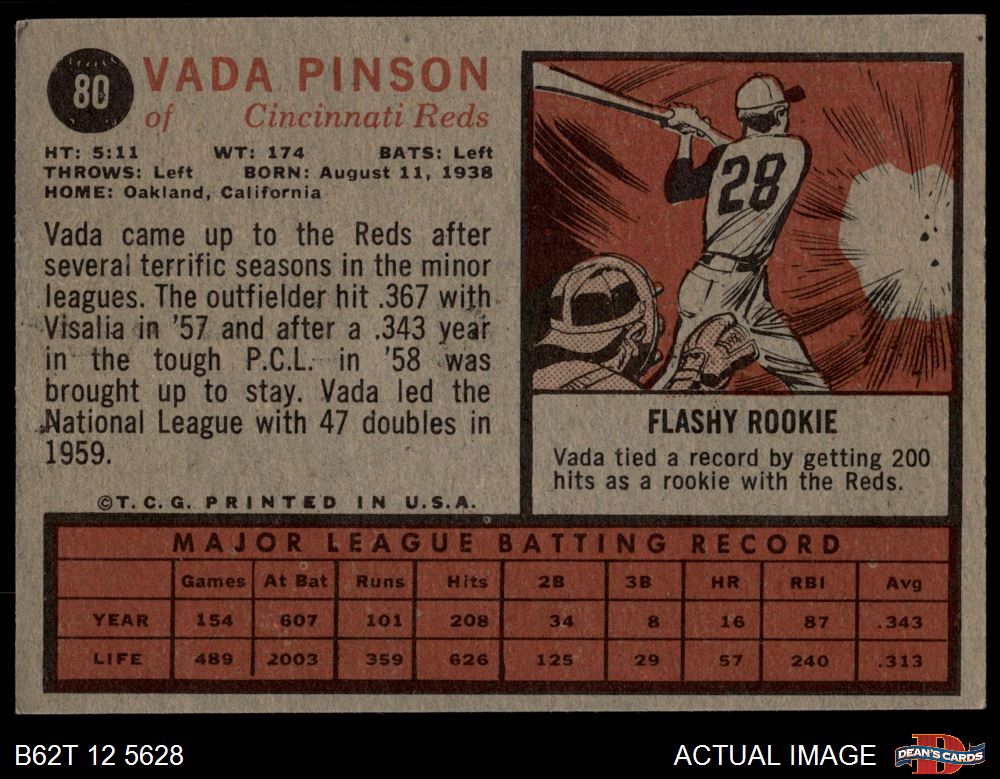 80
VADA PINSON
of Cincinnati Reds
HT: 5:11 WT: 174 BATS: Left
THROWS: Left BORN: August 11, 1938
HOME: Oakland, California
Vada came up to the Reds after
several terrific seasons in the minor
leagues. The outfielder hit .367 with
Visalia in '57 and after a .343 year
in the tough P.C.L. in '58 was
brought up to stay. Vada led the
National League with 47 doubles in
1959.
©T.C.G. PRINTED IN U.S.A.
28
FLASHY ROOKIE
Vada tied a record by getting 200
hits as a rookie with the Reds.
MAJOR LEAGUE BATTING RECORD
Games At Bat Runs Hits 2B 3B HR RBI Avg
YEAR 154 607 101 208 34 8 16 87 .343
LIFE 489 2003 359 626 125 29 57 240 .313
B62T 12 5628
ACTUAL IMAGE
DEAN'S CARDS